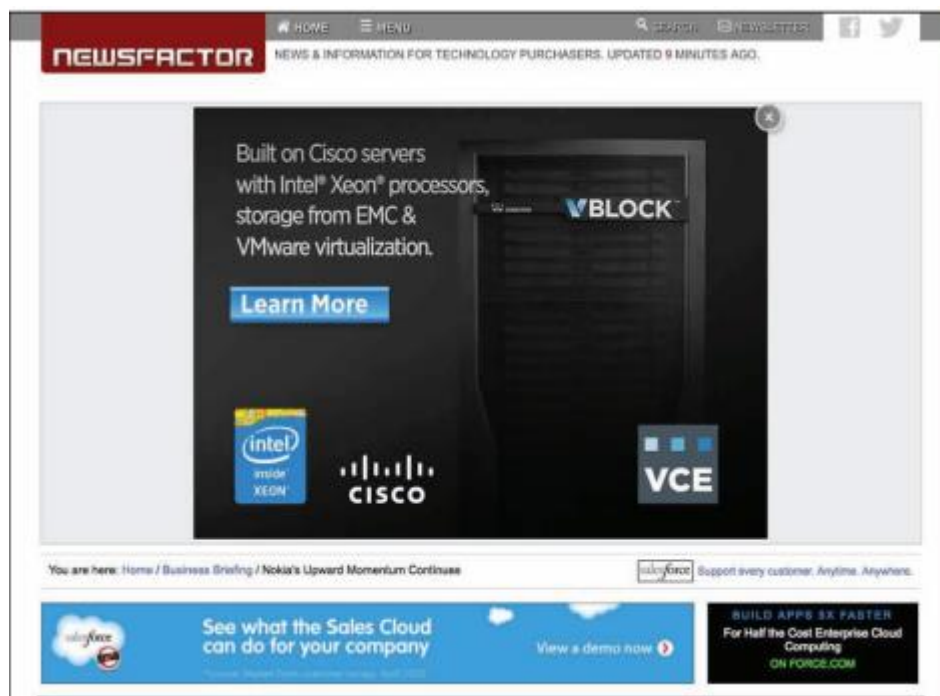 HOME MENU SEARCH NEWSLETTER
NEWSFACTOR
NEWS & INFORMATION FOR TECHNOLOGY PURCHASERS. UPDATED 9 MINUTES AGO.
Built on Cisco servers
with Intel® Xeon® processors,
storage from EMC &
VMware virtualization.
VBLOCK™
Learn More
intel
inside
XEON®
CISCO
VCE
You are here: Home / Business Briefing / Nokia's Upward Momentum Continues
salesforce Support every customer. Anytime. Anywhere.
salesforce
See what the Sales Cloud
can do for your company
View a demo now
BUILD APPS 5X FASTER
For Half the Cost Enterprise Cloud
Computing
ON FORCE.COM